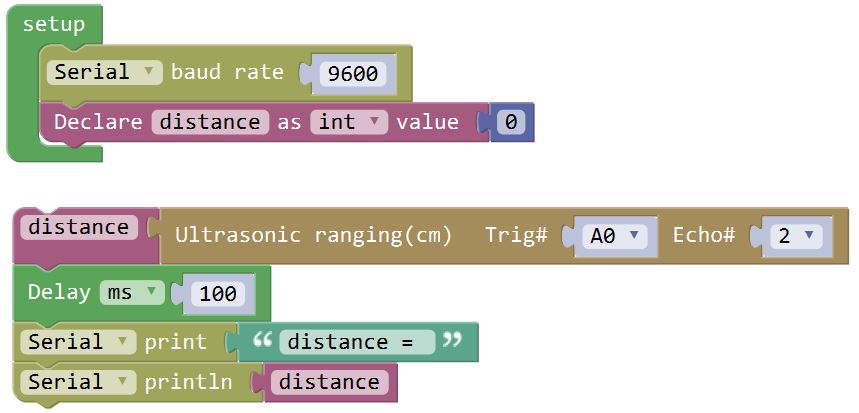 setup
Serial baud rate 9600
Declare distance as int value 0
distance Ultrasonic ranging(cm) Trig# A0 Echo# 2
Delay ms 100
Serial print “ distance = ”
Serial println distance